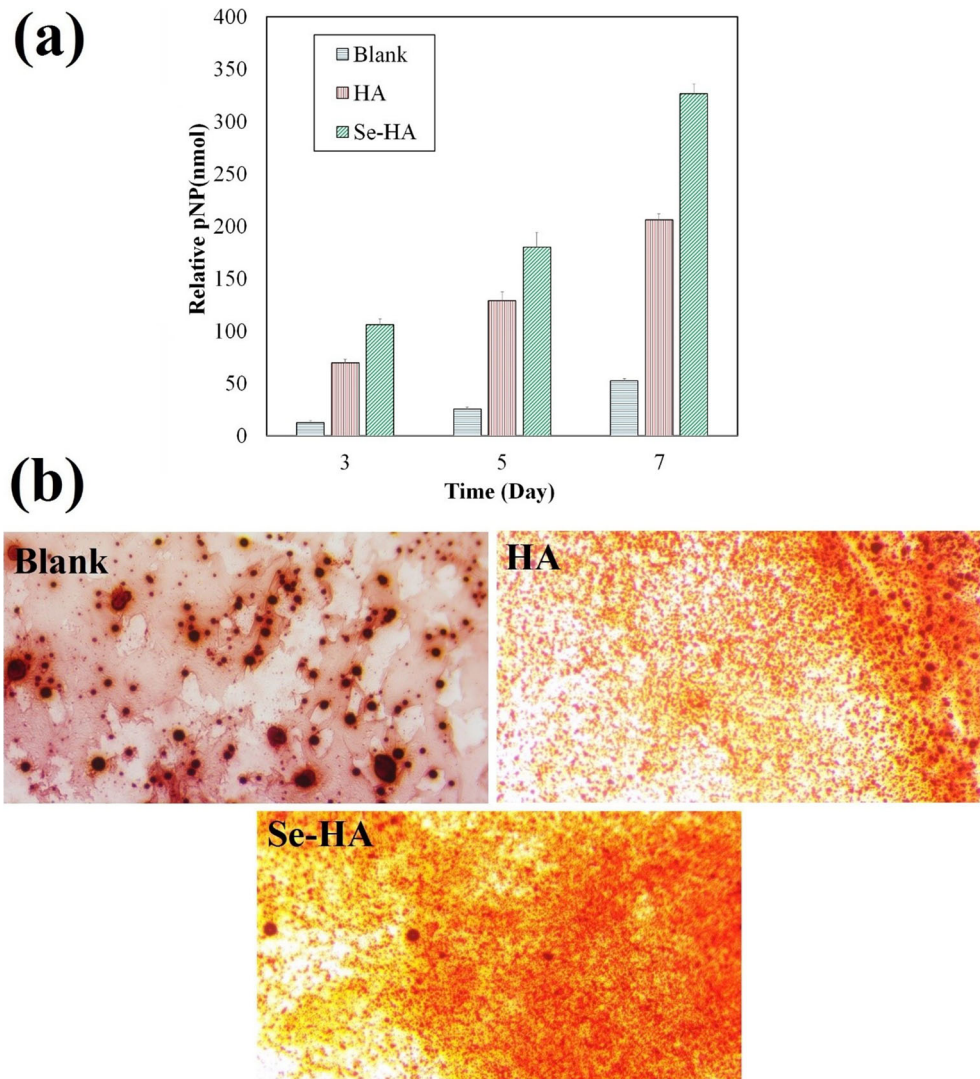 (a)
400
350
300
250
200
150
100
50
0
Relative pNP(nmol)
Blank
HA
Se-HA
3
5
7
Time (Day)
(b)
Blank
HA
Se-HA